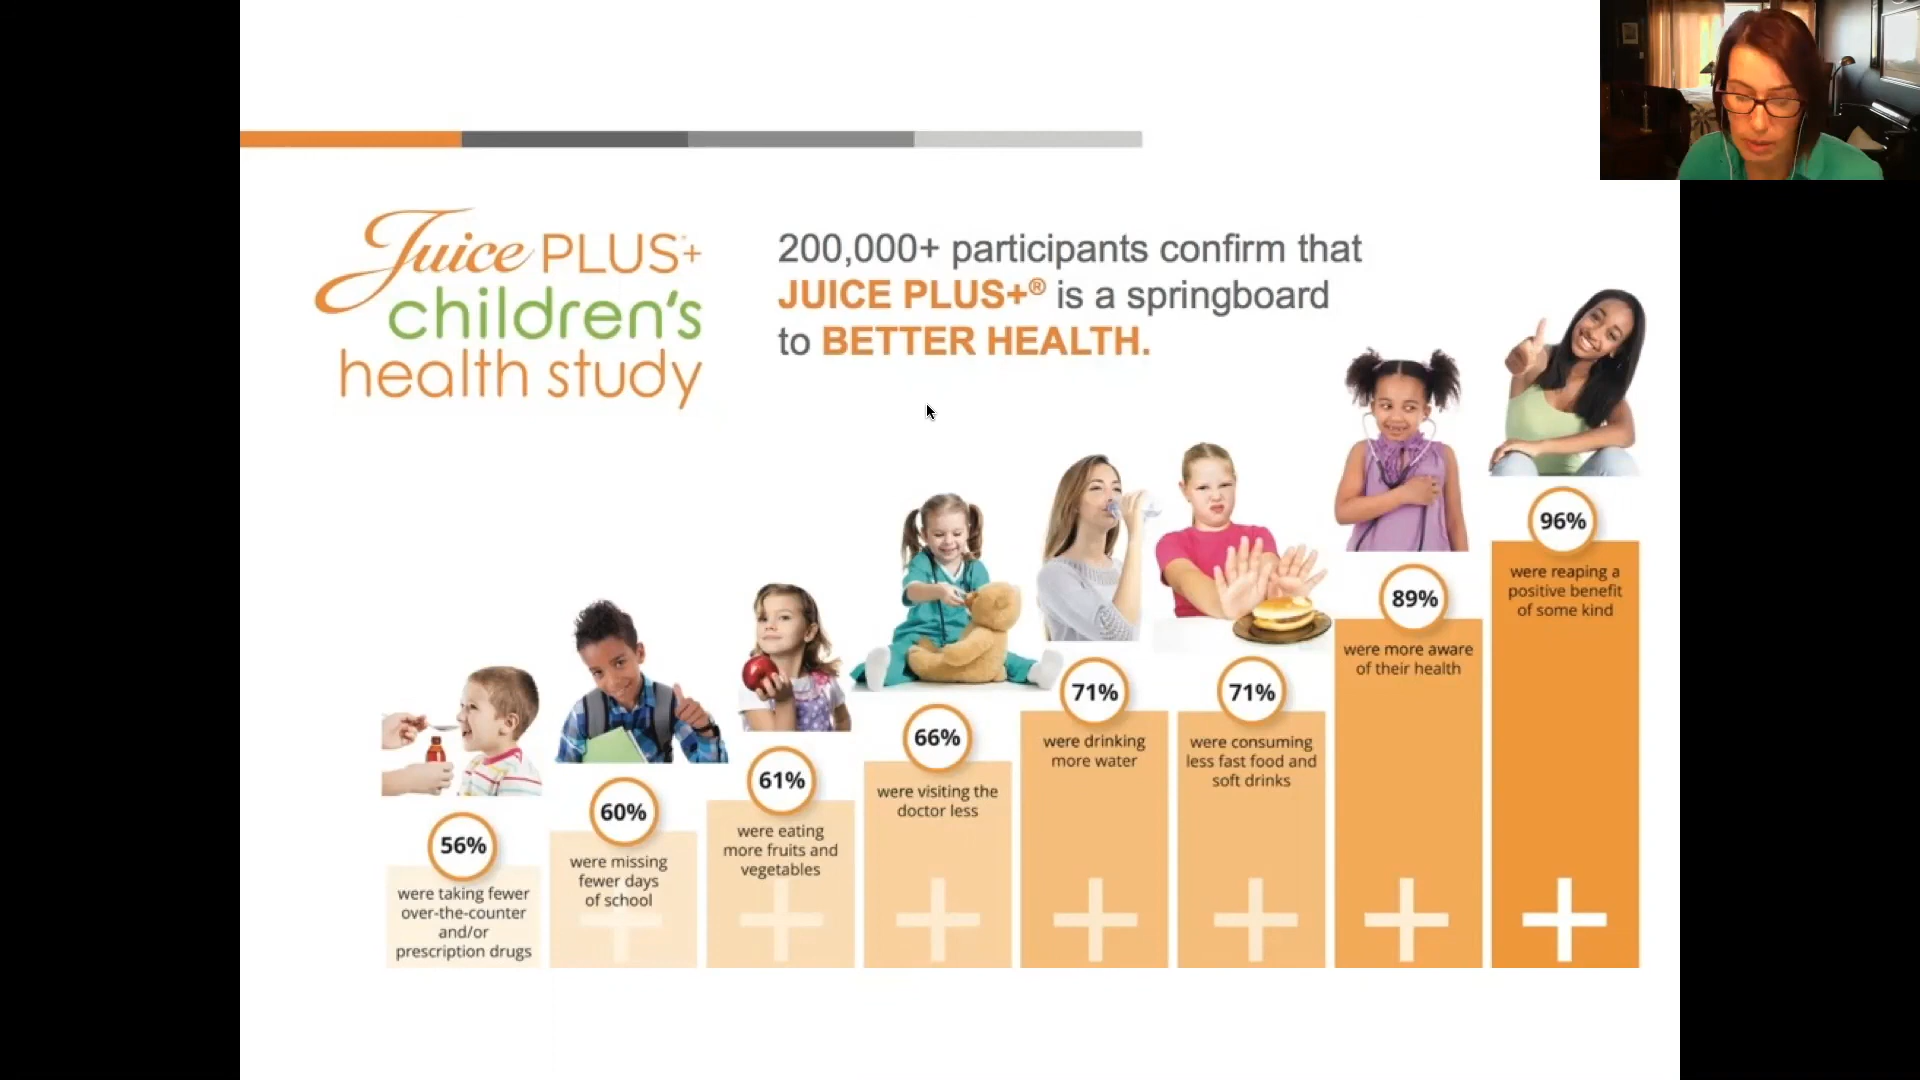 Juice PLUS+
children's
health study
200,000+ participants confirm that
JUICE PLUS+® is a springboard
to BETTER HEALTH.
56%
were taking fewer
over-the-counter
and/or
prescription drugs
60%
were missing
fewer days
of school
61%
were eating
more fruits and
vegetables
66%
were visiting the
doctor less
71%
were drinking
more water
71%
were consuming
less fast food and
soft drinks
89%
were more aware
of their health
96%
were reaping a
positive benefit
of some kind